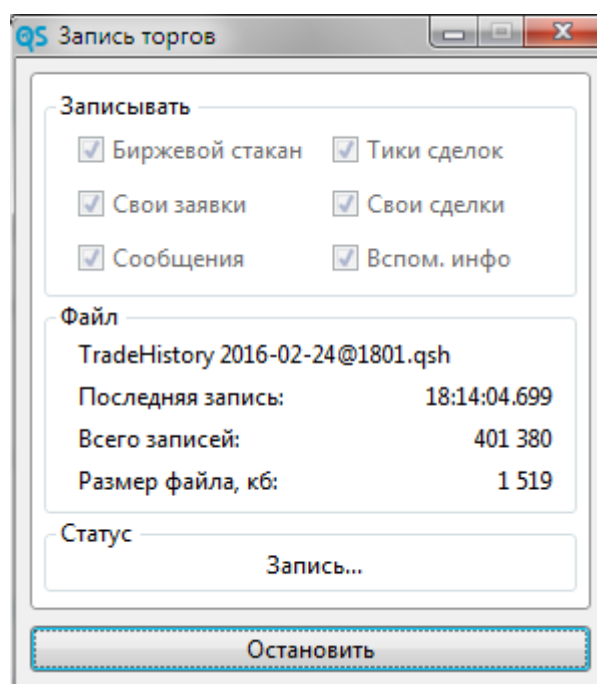 QS Запись торгов
Записывать
Биржевой стакан Тики сделок
Свои заявки Свои сделки
Сообщения Вспом. инфо
Файл
TradeHistory 2016-02-24@1801.qsh
Последняя запись: 18:14:04.699
Всего записей: 401 380
Размер файла, кб: 1 519
Статус
Запись...
Остановить